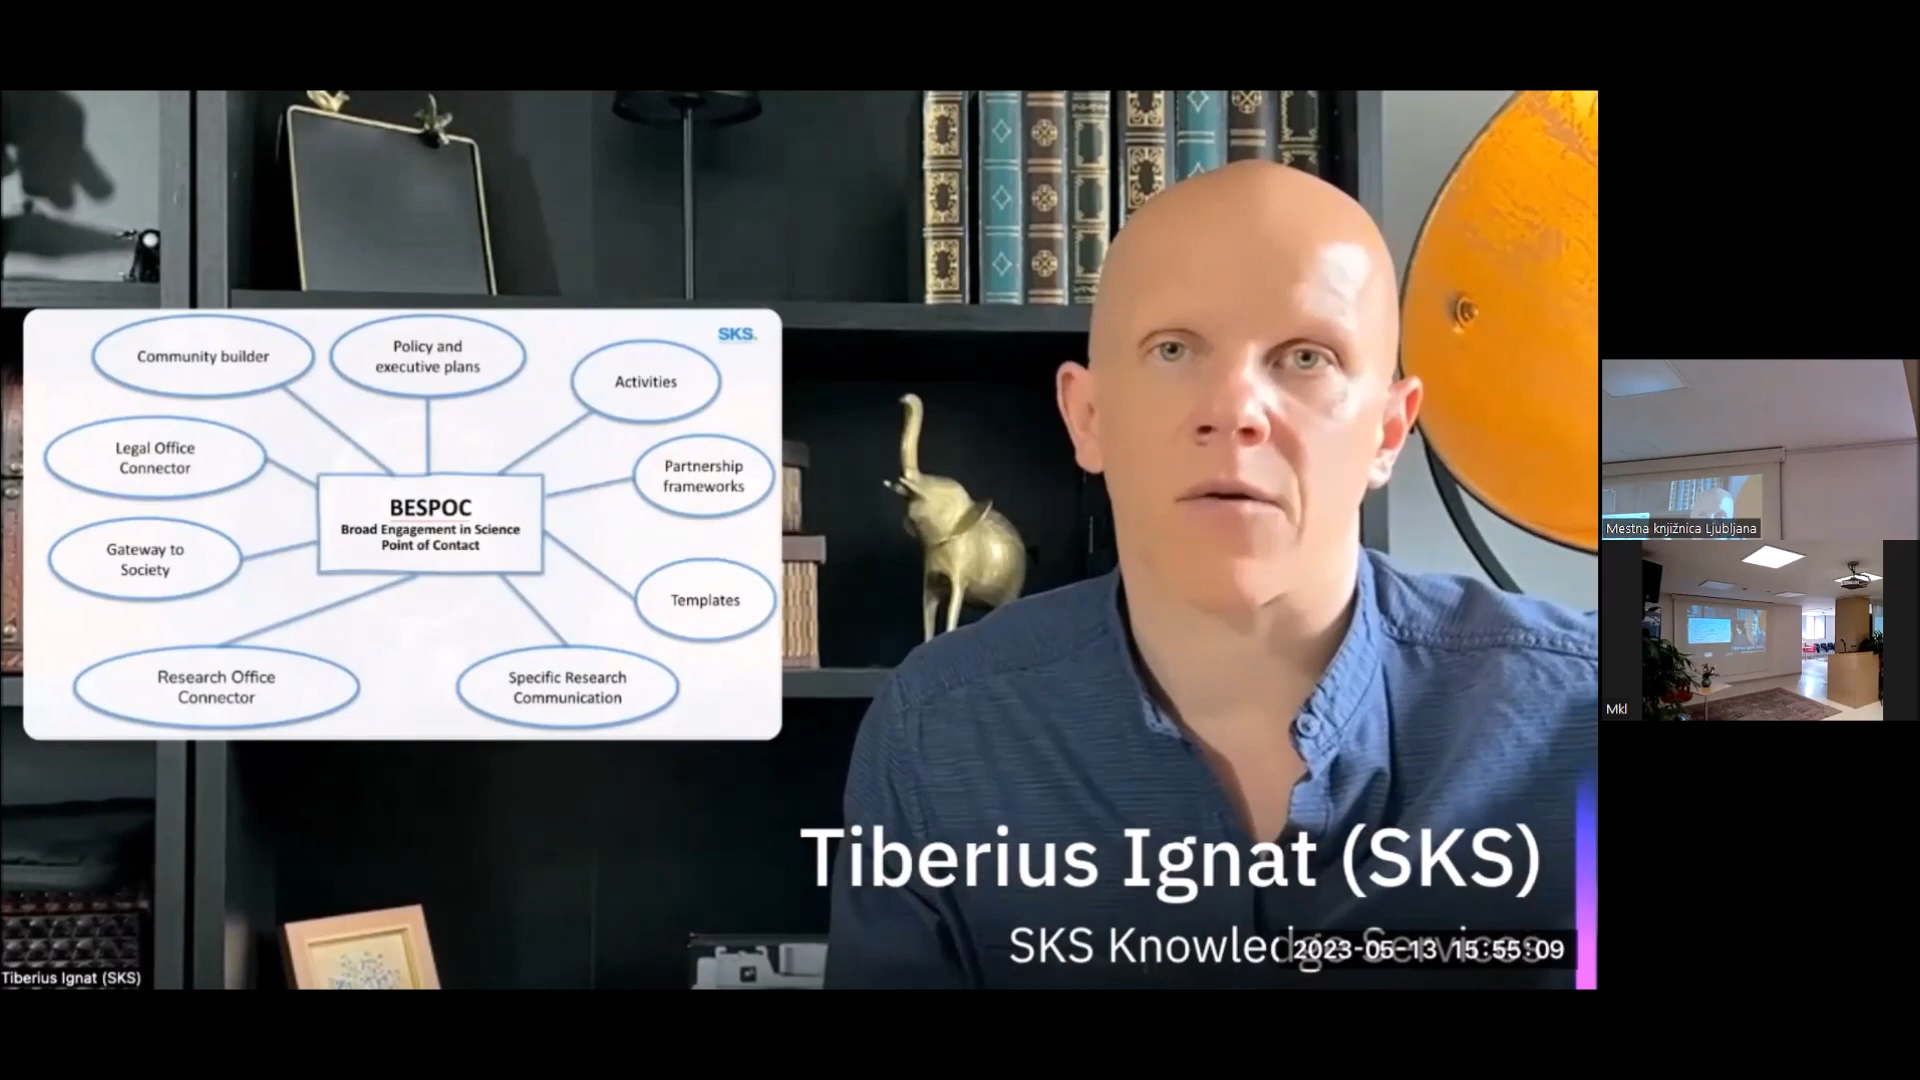 SKS.
Community builder
Policy and
executive plans
Activities
Legal Office
Connector
Partnership
frameworks
BESPOC
Broad Engagement in Science
Point of Contact
Gateway to
Society
Templates
Research Office
Connector
Specific Research
Communication
Tiberius Ignat (SKS)
SKS Knowledge Services
2023-05-13 15:55:09
Tiberius Ignat (SKS)
Mestna knjižnica Ljubljana
Mkl